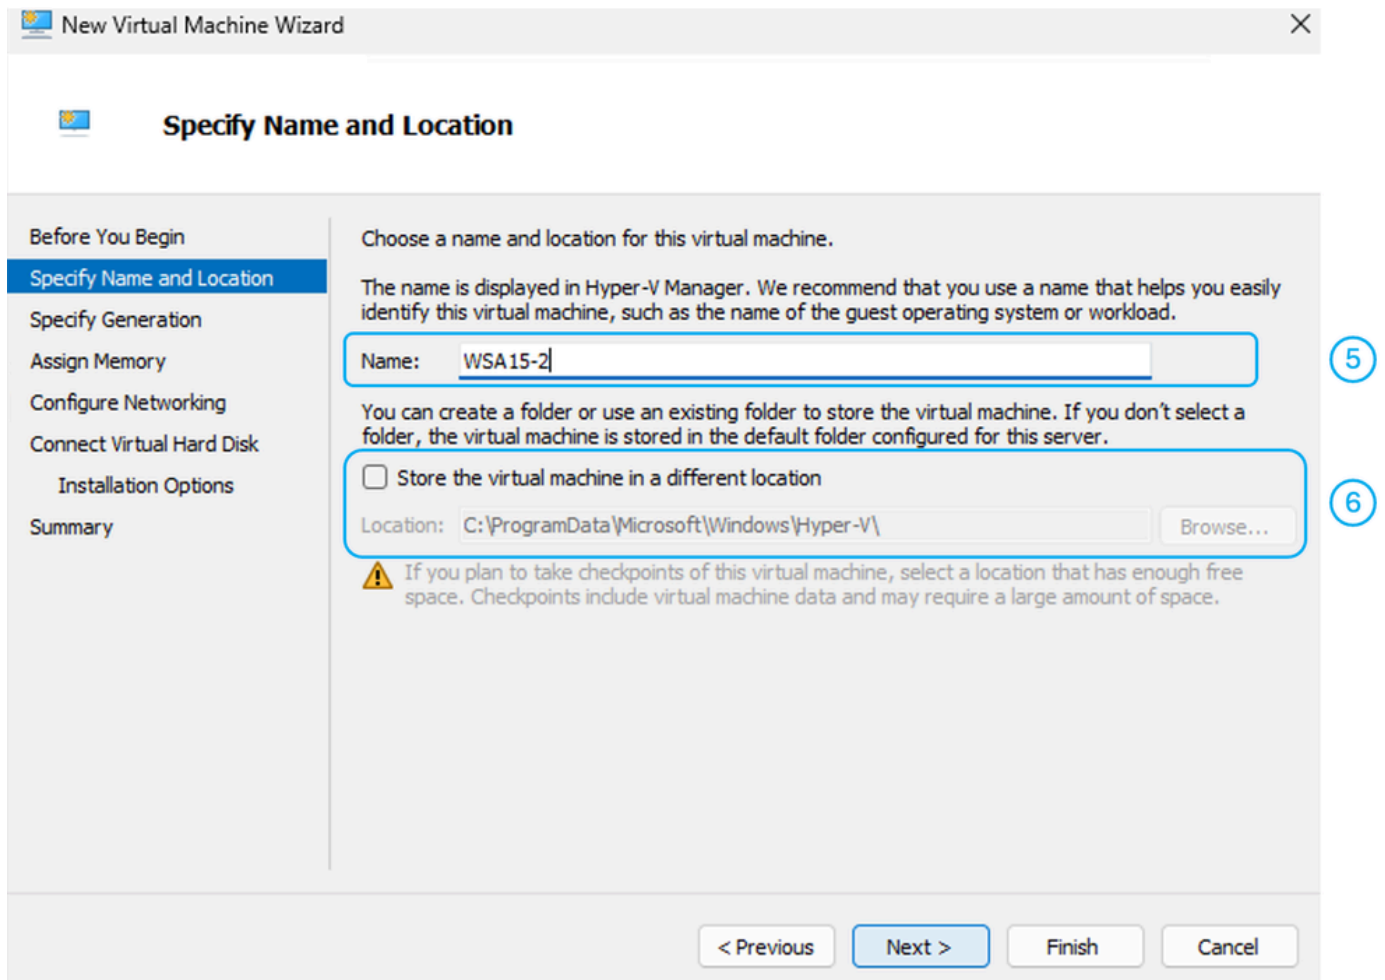 New Virtual Machine Wizard
Specify Name and Location
Before You Begin
Specify Name and Location
Specify Generation
Assign Memory
Configure Networking
Connect Virtual Hard Disk
Installation Options
Summary
Choose a name and location for this virtual machine.
The name is displayed in Hyper-V Manager. We recommend that you use a name that helps you easily
identify this virtual machine, such as the name of the guest operating system or workload.
Name: WSA15-2
5
You can create a folder or use an existing folder to store the virtual machine. If you don't select a
folder, the virtual machine is stored in the default folder configured for this server.
Store the virtual machine in a different location
6
Location: C:\ProgramData\Microsoft\Windows\Hyper-V\ Browse...
If you plan to take checkpoints of this virtual machine, select a location that has enough free
space. Checkpoints include virtual machine data and may require a large amount of space.
< Previous Next > Finish Cancel